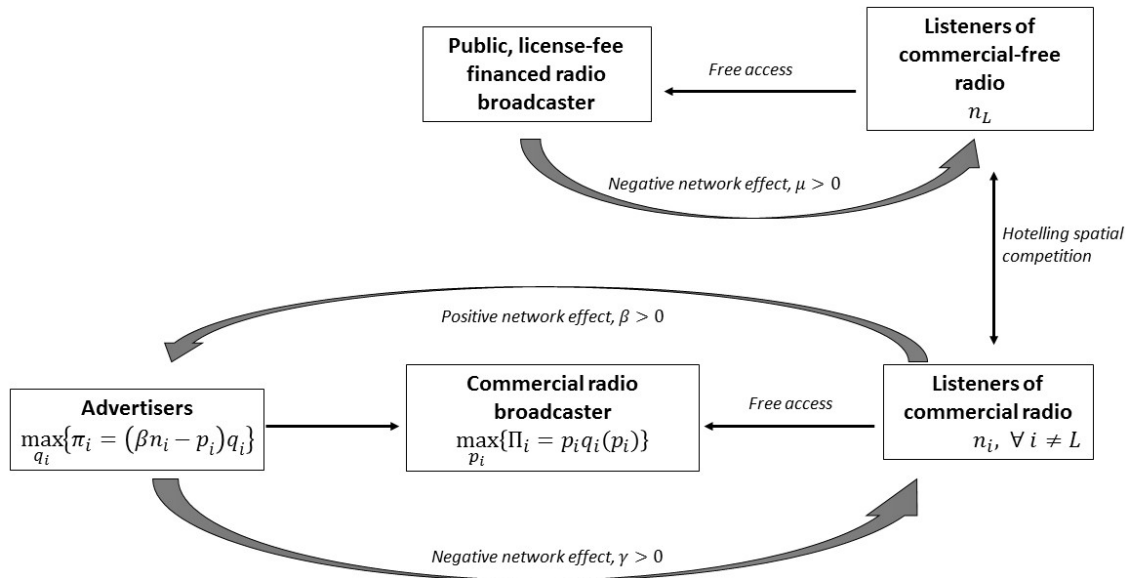 Public, license-fee
financed radio
broadcaster
Free access
Listeners of
commercial-free
radio
n_L
Negative network effect, μ > 0
Hotelling spatial
competition
Positive network effect, β > 0
Advertisers
max_{q_i}{π_i = (βn_i − p_i)q_i}
Commercial radio
broadcaster
max_{p_i}{Π_i = p_i q_i(p_i)}
Free access
Listeners of
commercial radio
n_i, ∀ i ≠ L
Negative network effect, γ > 0